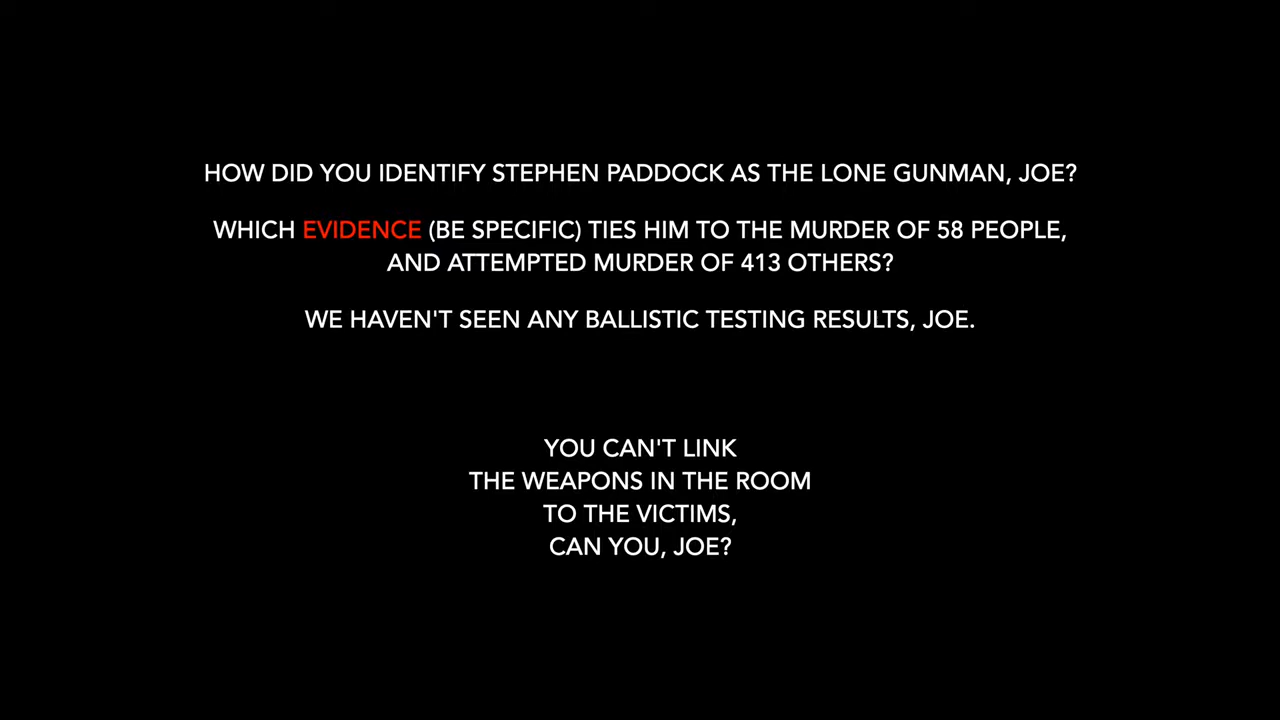 HOW DID YOU IDENTIFY STEPHEN PADDOCK AS THE LONE GUNMAN, JOE?
WHICH EVIDENCE (BE SPECIFIC) TIES HIM TO THE MURDER OF 58 PEOPLE,
AND ATTEMPTED MURDER OF 413 OTHERS?
WE HAVEN'T SEEN ANY BALLISTIC TESTING RESULTS, JOE.
YOU CAN'T LINK
THE WEAPONS IN THE ROOM
TO THE VICTIMS,
CAN YOU, JOE?